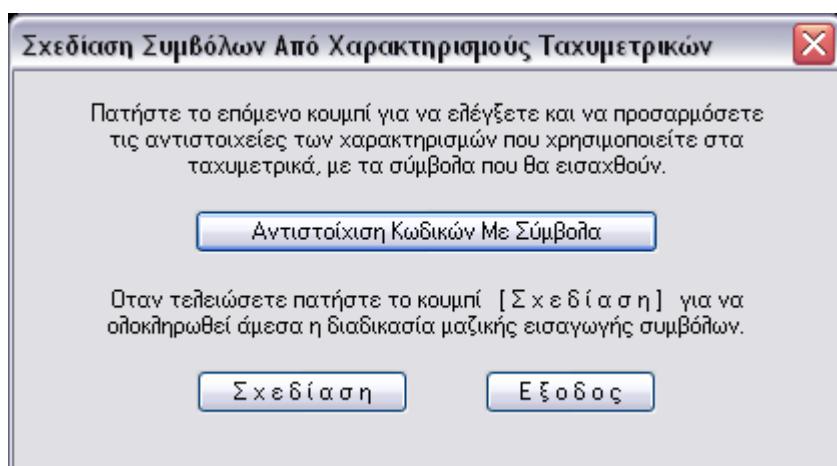 Σχεδίαση Συμβόλων Από Χαρακτηρισμούς Ταχυμετρικών
Πατήστε το επόμενο κουμπί για να ελέγξετε και να προσαρμόσετε
τις αντιστοιχείες των χαρακτηρισμών που χρησιμοποιείτε στα
ταχυμετρικά, με τα σύμβολα που θα εισαχθούν.
Αντιστοίχιση Κωδικών Με Σύμβολα
Οταν τελειώσετε πατήστε το κουμπί [Σ χ ε δ ί α σ η] για να
ολοκληρωθεί άμεσα η διαδικασία μαζικής εισαγωγής συμβόλων.
Σ χ ε δ ί α σ η Ε ξ ο δ ο ς